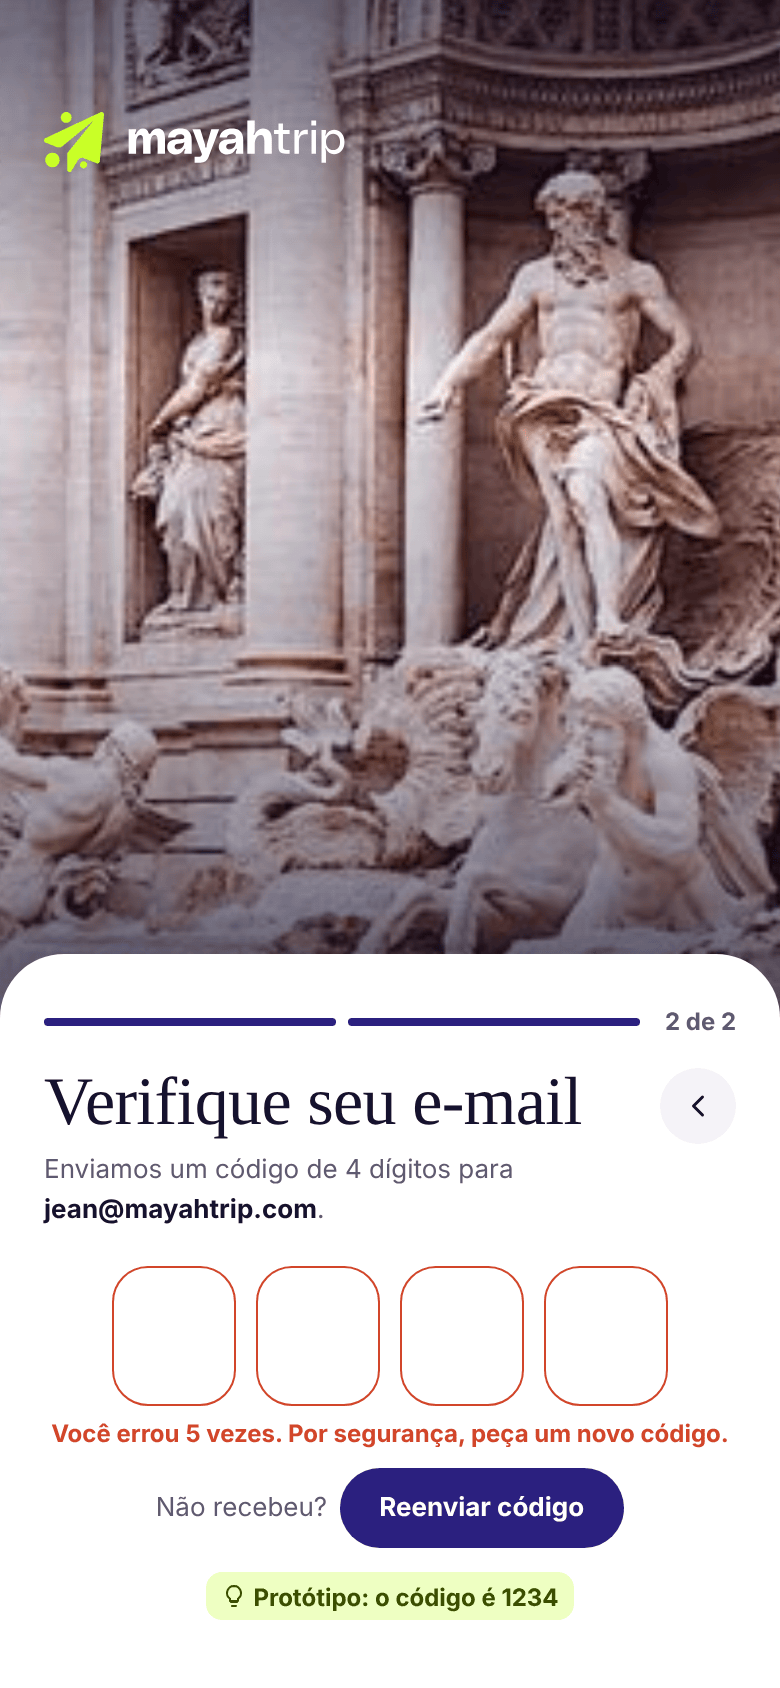 mayahtrip
2 de 2
Verifique seu e-mail
Enviamos um código de 4 dígitos para
jean@mayahtrip.com.
Você errou 5 vezes. Por segurança, peça um novo código.
Não recebeu? Reenviar código
Protótipo: o código é 1234